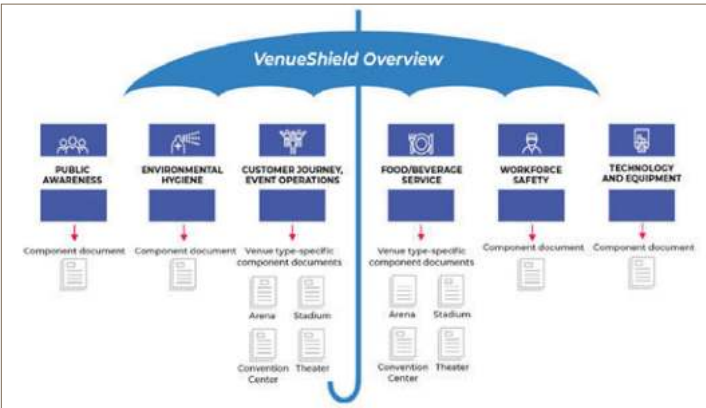 VenueShield Overview
PUBLIC
AWARENESS
ENVIRONMENTAL
HYGIENE
CUSTOMER JOURNEY,
EVENT OPERATIONS
FOOD/BEVERAGE
SERVICE
WORKFORCE
SAFETY
TECHNOLOGY
AND EQUIPMENT
Component document
Component document
Venue type-specific
component documents
Venue type-specific
component documents
Component document
Component document
Arena
Stadium
Convention
Center
Theater
Arena
Stadium
Convention
Center
Theater